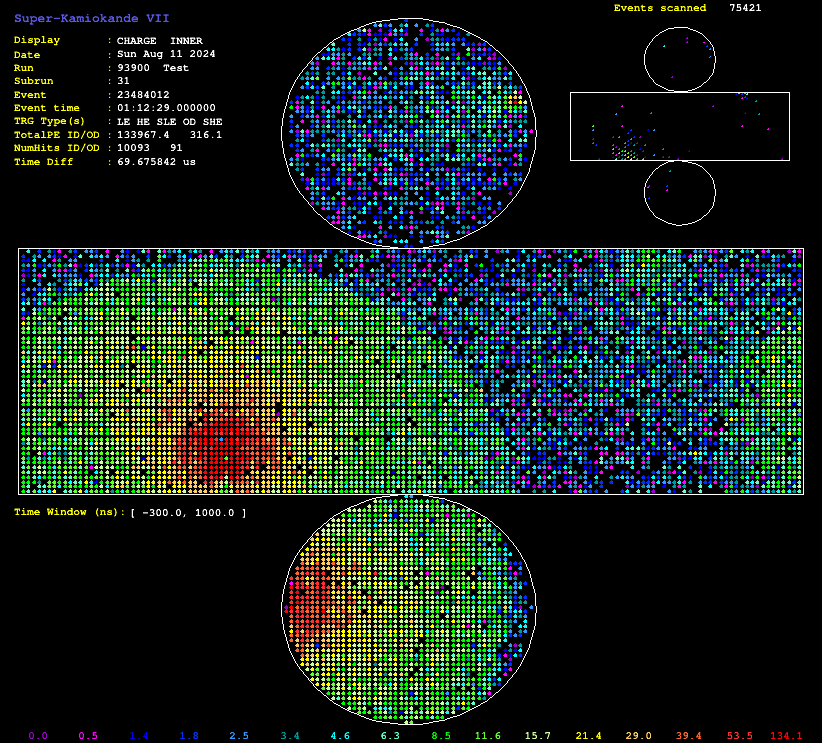 Super-Kamiokande VII
Events scanned 75421
Display : CHARGE INNER
Date : Sun Aug 11 2024
Run : 93900 Test
Subrun : 31
Event : 23484012
Event time : 01:12:29.000000
TRG Type(s) : LE HE SLE OD SHE
TotalPE ID/OD : 133967.4 316.1
NumHits ID/OD : 10093 91
Time Diff : 69.675842 us
Time Window (ns): [ -300.0, 1000.0 ]
0.0 0.5 1.4 1.8 2.5 3.4 4.6 6.3 8.5 11.6 15.7 21.4 29.0 39.4 53.5 134.1